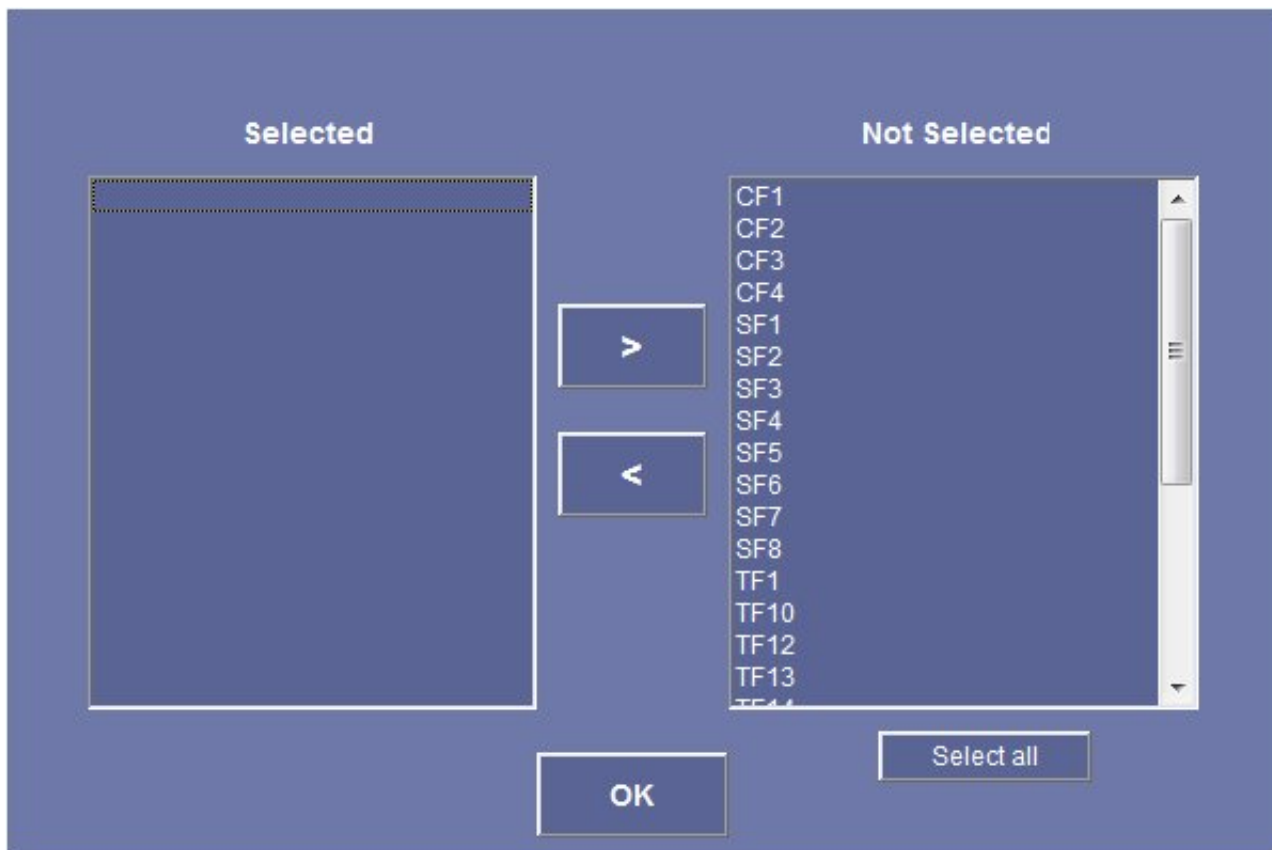 Selected
Not Selected
CF1
CF2
CF3
CF4
SF1
SF2
SF3
SF4
SF5
SF6
SF7
SF8
TF1
TF10
TF12
TF13
>
<
Select all
OK